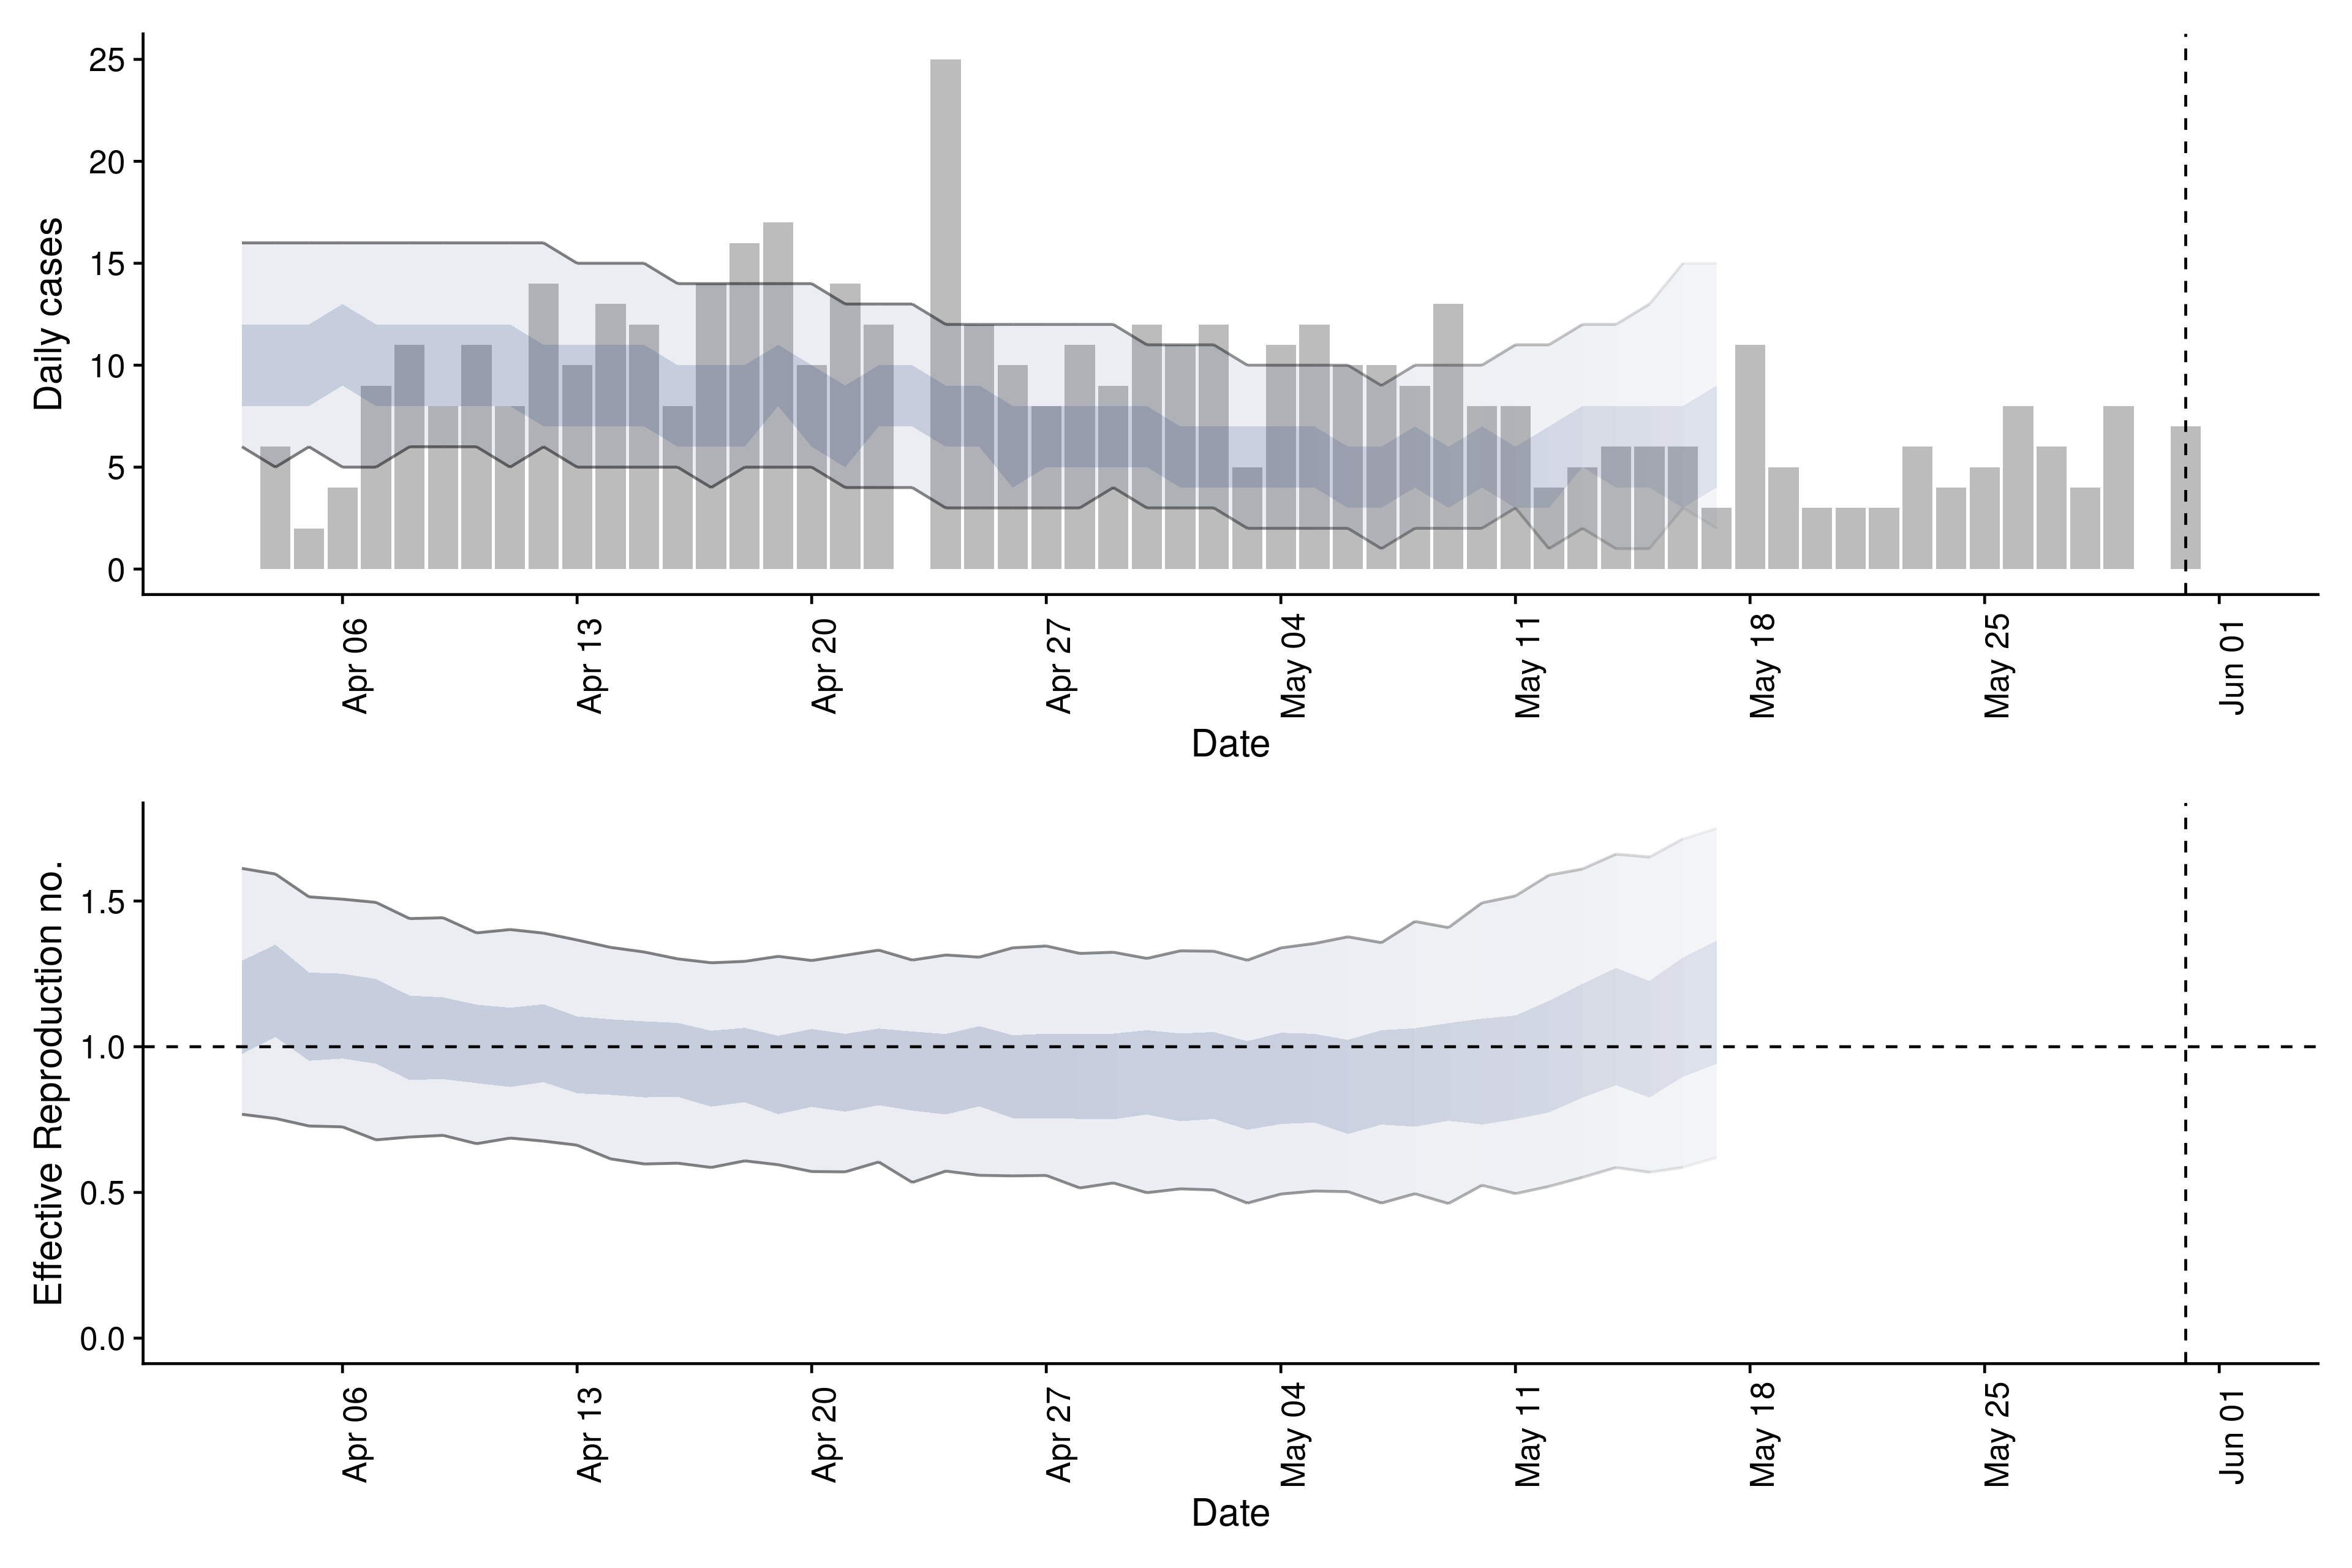 Daily cases
25
20
15
10
5
0
Apr 06
Apr 13
Apr 20
Apr 27
May 04
May 11
May 18
May 25
Jun 01
Date
Effective Reproduction no.
1.5
1.0
0.5
0.0
Apr 06
Apr 13
Apr 20
Apr 27
May 04
May 11
May 18
May 25
Jun 01
Date